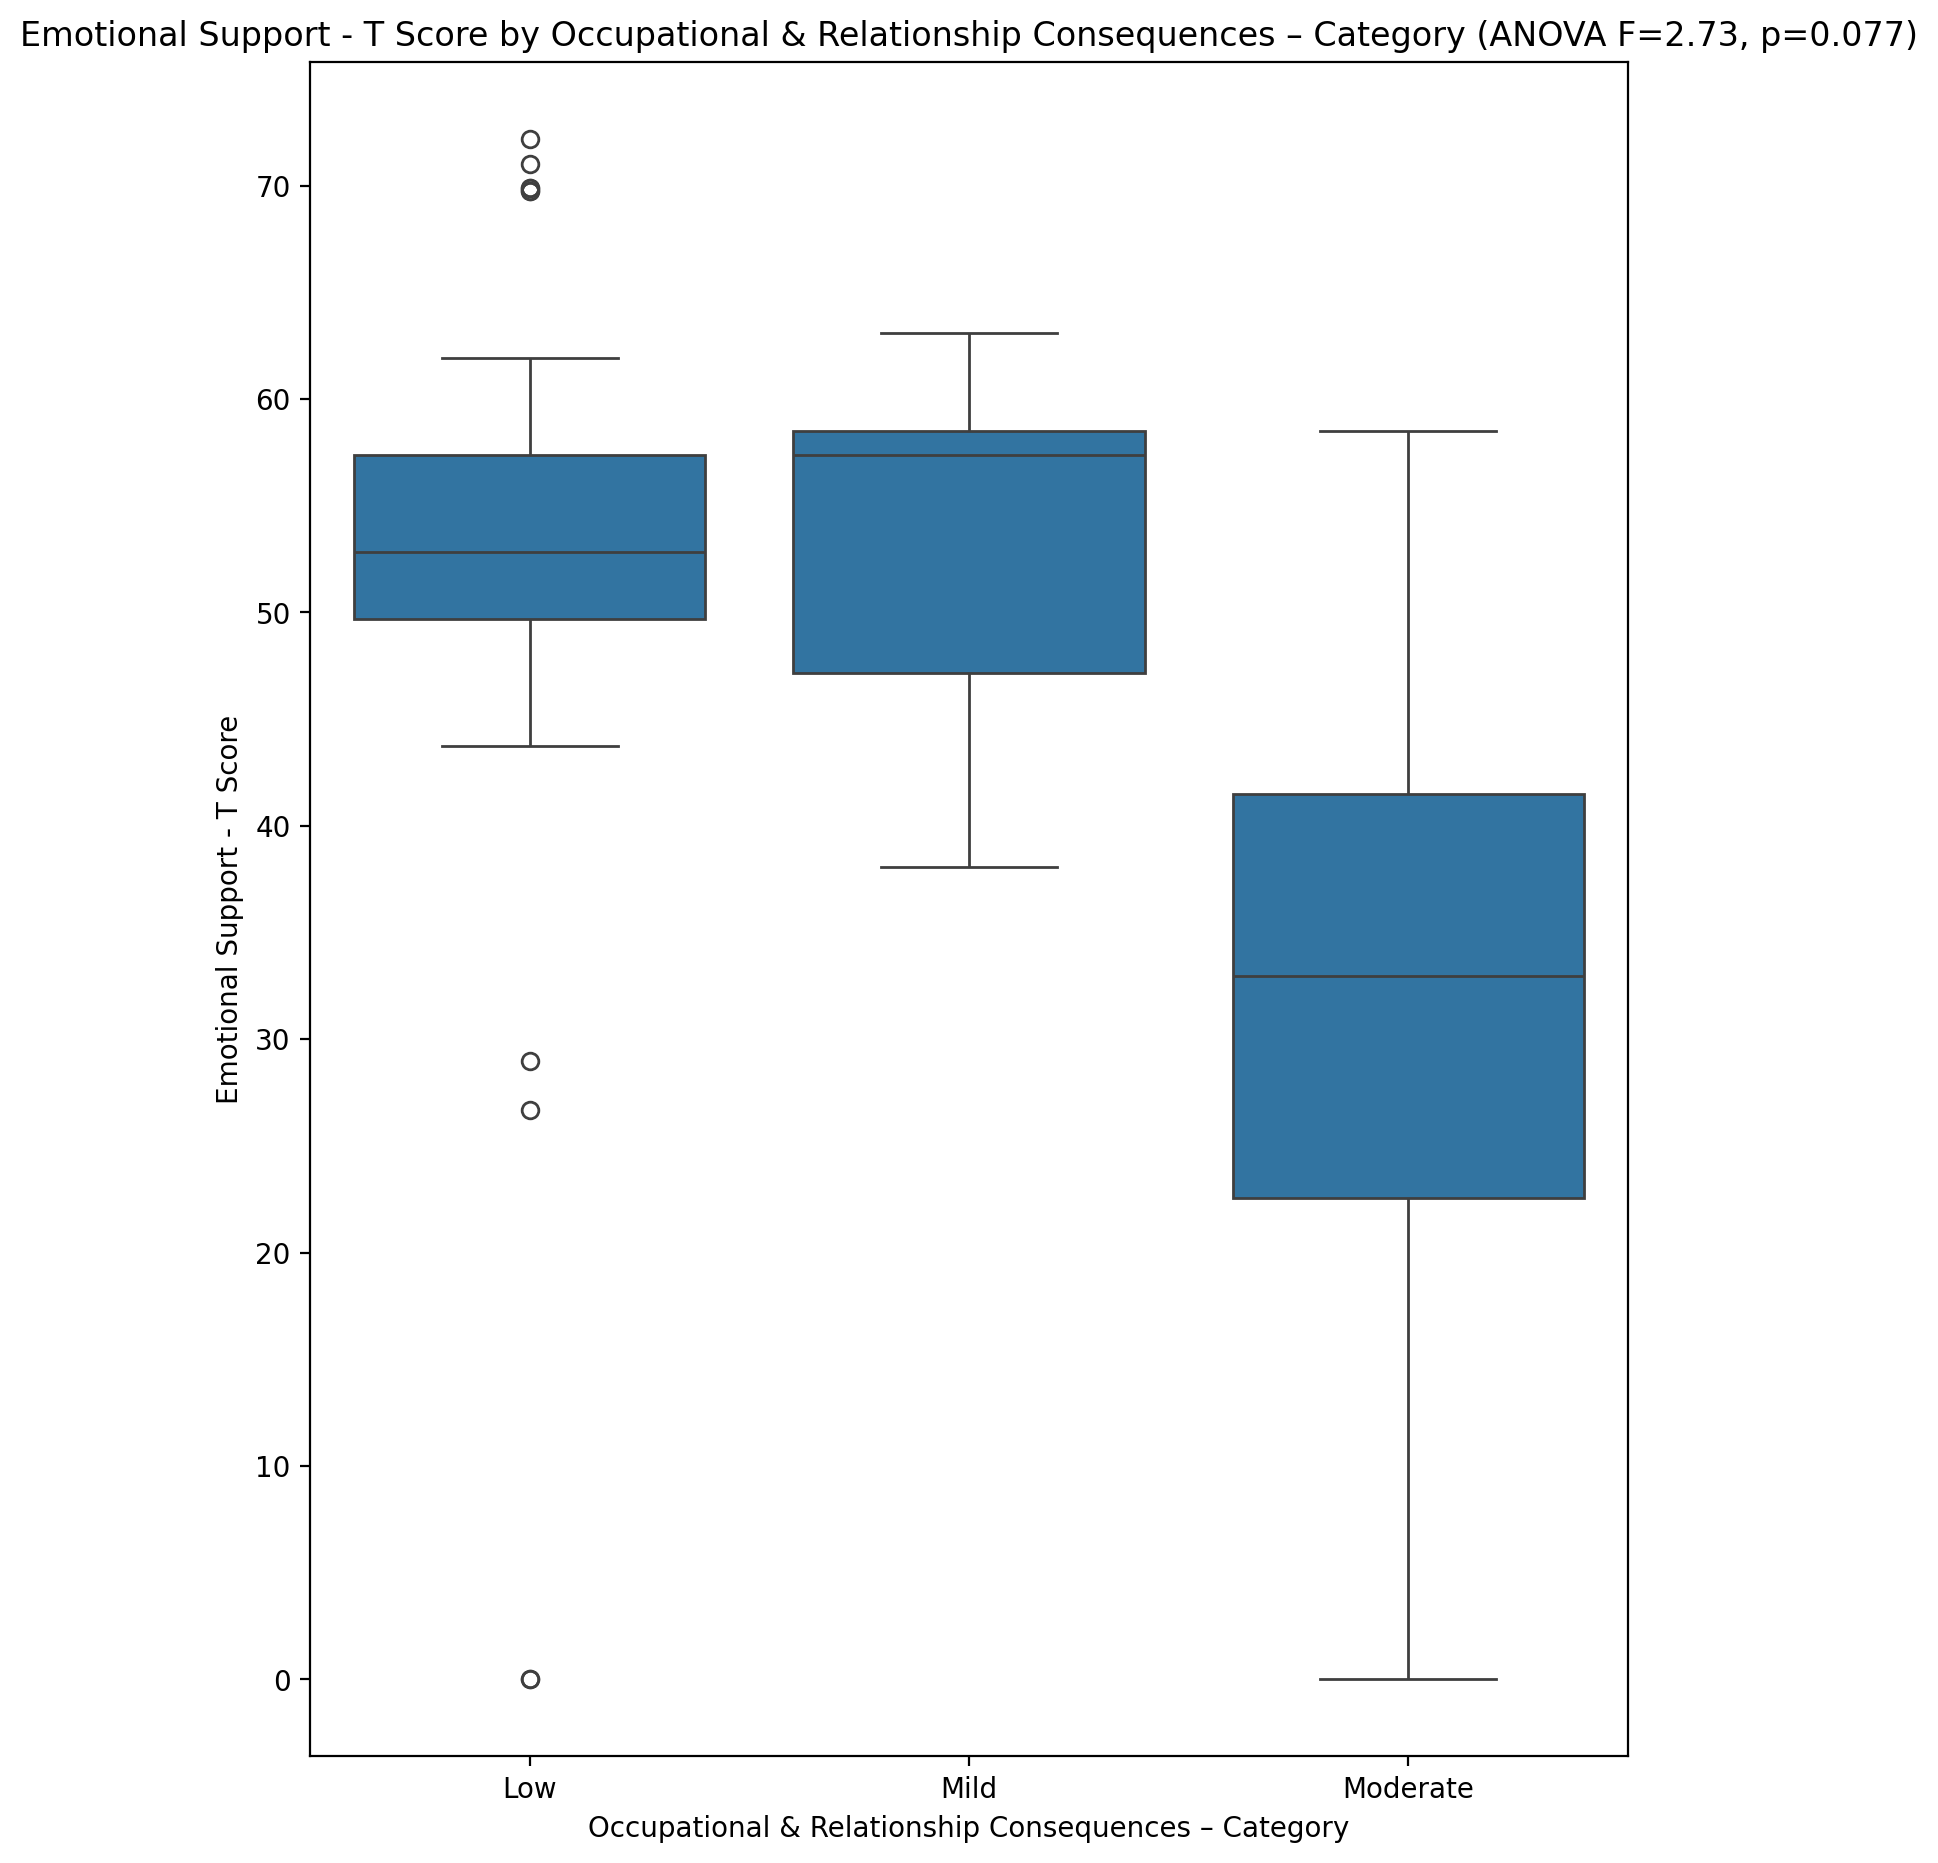 Emotional Support - T Score by Occupational & Relationship Consequences – Category (ANOVA F=2.73, p=0.077)
70
60
50
40
30
20
10
0
Emotional Support - T Score
Low
Mild
Moderate
Occupational & Relationship Consequences – Category